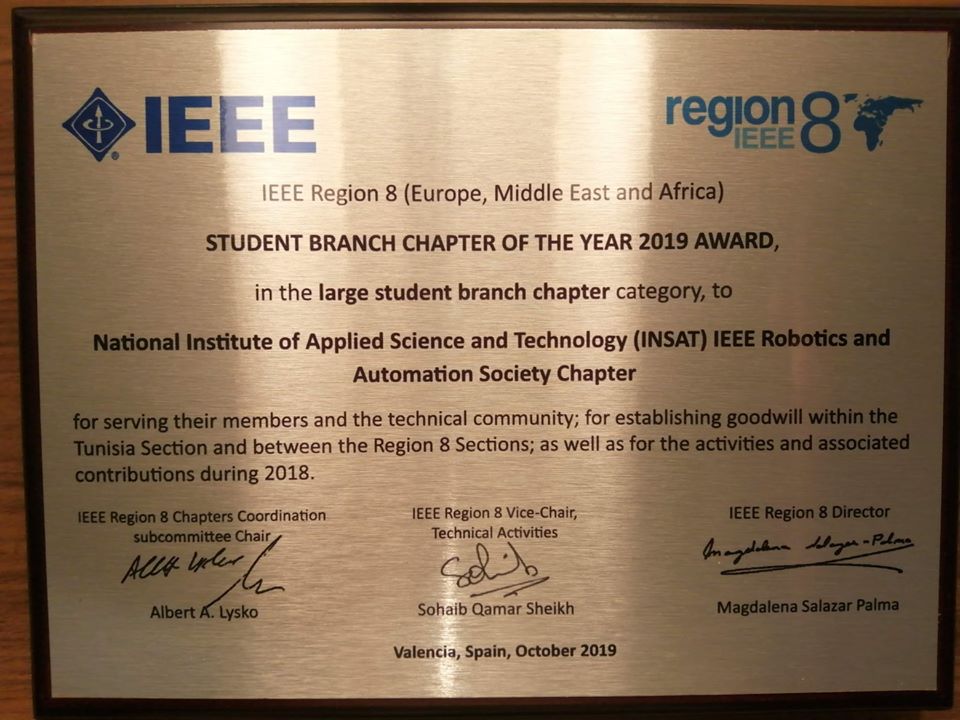 IEEE
region 8
IEEE
IEEE Region 8 (Europe, Middle East and Africa)
STUDENT BRANCH CHAPTER OF THE YEAR 2019 AWARD,
in the large student branch chapter category, to
National Institute of Applied Science and Technology (INSAT) IEEE Robotics and
Automation Society Chapter
for serving their members and the technical community; for establishing goodwill within the
Tunisia Section and between the Region 8 Sections; as well as for the activities and associated
contributions during 2018.
IEEE Region 8 Chapters Coordination
subcommittee Chair
Albert A. Lysko
IEEE Region 8 Vice-Chair,
Technical Activities
Sohaib
Sohaib Qamar Sheikh
IEEE Region 8 Director
Magdalena Salazar-Palma
Magdalena Salazar Palma
Valencia, Spain, October 2019